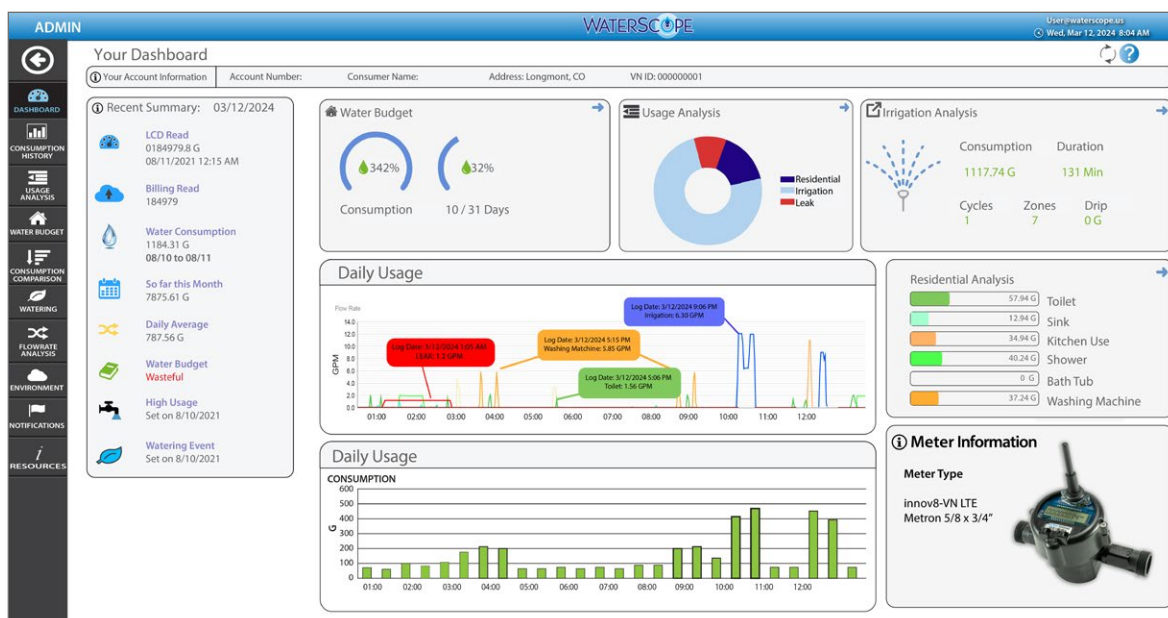 ADMIN
WATERSCOPE
User@waterscope.us
Wed, Mar 12, 2024 8:04 AM
Your Dashboard
Your Account Information
Account Number:
Consumer Name:
Address: Longmont, CO
VN ID: 000000001
DASHBOARD
CONSUMPTION
HISTORY
USAGE
ANALYSIS
WATER BUDGET
CONSUMPTION
COMPARISON
WATERING
FLOWRATE
ANALYSIS
ENVIRONMENT
NOTIFICATIONS
i
RESOURCES
Recent Summary: 03/12/2024
LCD Read
0184979.8 G
08/11/2021 12:15 AM
Billing Read
184979
Water Consumption
1184.31 G
08/10 to 08/11
So far this Month
7875.61 G
Daily Average
787.56 G
Water Budget
Wasteful
High Usage
Set on 8/10/2021
Watering Event
Set on 8/10/2021
Water Budget
342%
32%
Consumption
10 / 31 Days
Usage Analysis
Residential
Irrigation
Leak
Irrigation Analysis
Consumption
Duration
1117.74 G
131 Min
Cycles
Zones
Drip
1
7
0 G
Daily Usage
Flow Rate
GPM
14.0
12.0
10.0
8.0
6.0
4.0
2.0
0.0
Log Date: 3/12/2024 1:05 AM
LEAK: 1.2 GPM
Log Date: 3/12/2024 5:15 PM
Washing Matchine: 5.85 GPM
Log Date: 3/12/2024 5:06 PM
Toilet: 1.56 GPM
Log Date: 3/12/2024 9:06 PM
Irrigation: 6.30 GPM
01:00 02:00 03:00 04:00 05:00 06:00 07:00 08:00 09:00 10:00 11:00 12:00
Residential Analysis
57.94 G Toilet
12.94 G Sink
34.94 G Kitchen Use
40.24 G Shower
0 G Bath Tub
37.24 G Washing Machine
Daily Usage
CONSUMPTION
G
600
500
400
300
200
100
0
01:00 02:00 03:00 04:00 05:00 06:00 07:00 08:00 09:00 10:00 11:00 12:00
Meter Information
Meter Type
innov8-VN LTE
Metron 5/8 x 3/4"